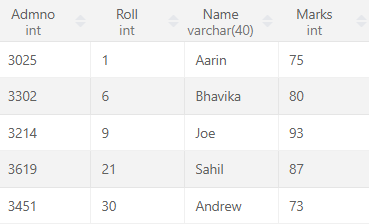 Admno Roll Name Marks
int int varchar(40) int
3025 1 Aarin 75
3302 6 Bhavika 80
3214 9 Joe 93
3619 21 Sahil 87
3451 30 Andrew 73